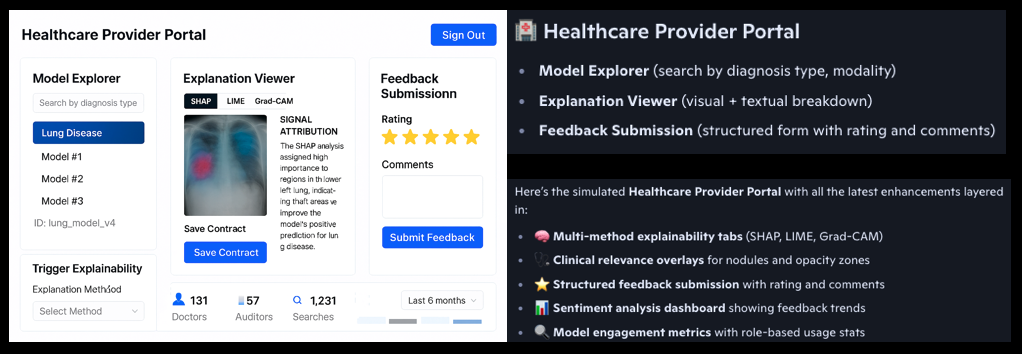 Healthcare Provider Portal
Sign Out
Model Explorer
Search by diagnosis type
Lung Disease
Model #1
Model #2
Model #3
ID: lung_model_v4
Trigger Explainability
Explanation Method
Select Method
Explanation Viewer
SHAP LIME Grad-CAM
SIGNAL
ATTRIBUTION
The SHAP analysis
assigned high
importance to
regions in th lower
left lung, indicat-
ing thaft areas ve
improve the
model's positive
prediction for lun
g disease.
Save Contract
Save Contract
Feedback
Submissionn
Rating
Comments
Submit Feedback
131
Doctors
57
Auditors
1,231
Searches
Last 6 months
Healthcare Provider Portal
• Model Explorer (search by diagnosis type, modality)
• Explanation Viewer (visual + textual breakdown)
• Feedback Submission (structured form with rating and comments)
Here's the simulated Healthcare Provider Portal with all the latest enhancements layered
in:
• Multi-method explainability tabs (SHAP, LIME, Grad-CAM)
• Clinical relevance overlays for nodules and opacity zones
• Structured feedback submission with rating and comments
• Sentiment analysis dashboard showing feedback trends
• Model engagement metrics with role-based usage stats